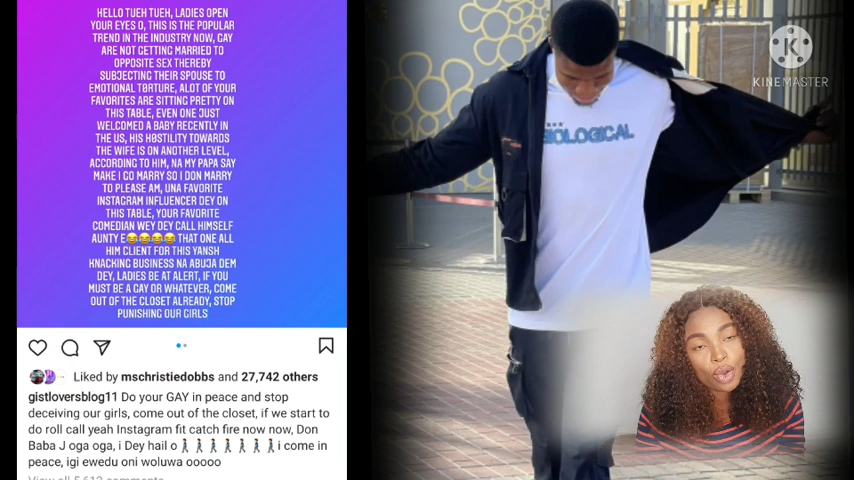 HELLO TUEH TUEH, LADIES OPEN
YOUR EYES O, THIS IS THE POPULAR
TREND IN THE INDUSTRY NOW, GAY
ARE NOT GETTING MARRIED TO
OPPOSITE SEX THEREBY
SUBJECTING THEIR SPOUSE TO
EMOTIONAL TØRTURE, ALOT OF YOUR
FAVORITES ARE SITTING PRETTY ON
THIS TABLE, EVEN ONE JUST
WELCOMED A BABY RECENTLY IN
THE US, HIS HØSTILITY TOWARDS
THE WIFE IS ON ANOTHER LEVEL,
ACCORDING TO HIM, NA MY PAPA SAY
MAKE I GO MARRY SO I DON MARRY
TO PLEASE AM, UNA FAVORITE
INSTAGRAM INFLUENCER DEY ON
THIS TABLE, YOUR FAVORITE
COMEDIAN WEY DEY CALL HIMSELF
AUNTY E😂😂😂😂 THAT ONE ALL
HIM CLIENT FOR THIS YANSH
KNACKING BUSINESS NA ABUJA DEM
DEY, LADIES BE AT ALERT, IF YOU
MUST BE A GAY OR WHATEVER, COME
OUT OF THE CLOSET ALREADY, STOP
PUNISHING OUR GIRLS
Liked by mschristiedobbs and 27,742 others
gistloversblog11 Do your GAY in peace and stop
deceiving our girls, come out of the closet, if we start to
do roll call yeah Instagram fit catch fire now now, Don
Baba J oga oga, i Dey hail o🚶🚶🚶🚶🚶🚶🚶i come in
peace, igi ewedu oni woluwa ooooo
View all 5,613 comments
IOLOGICAL
K
KINEMASTER